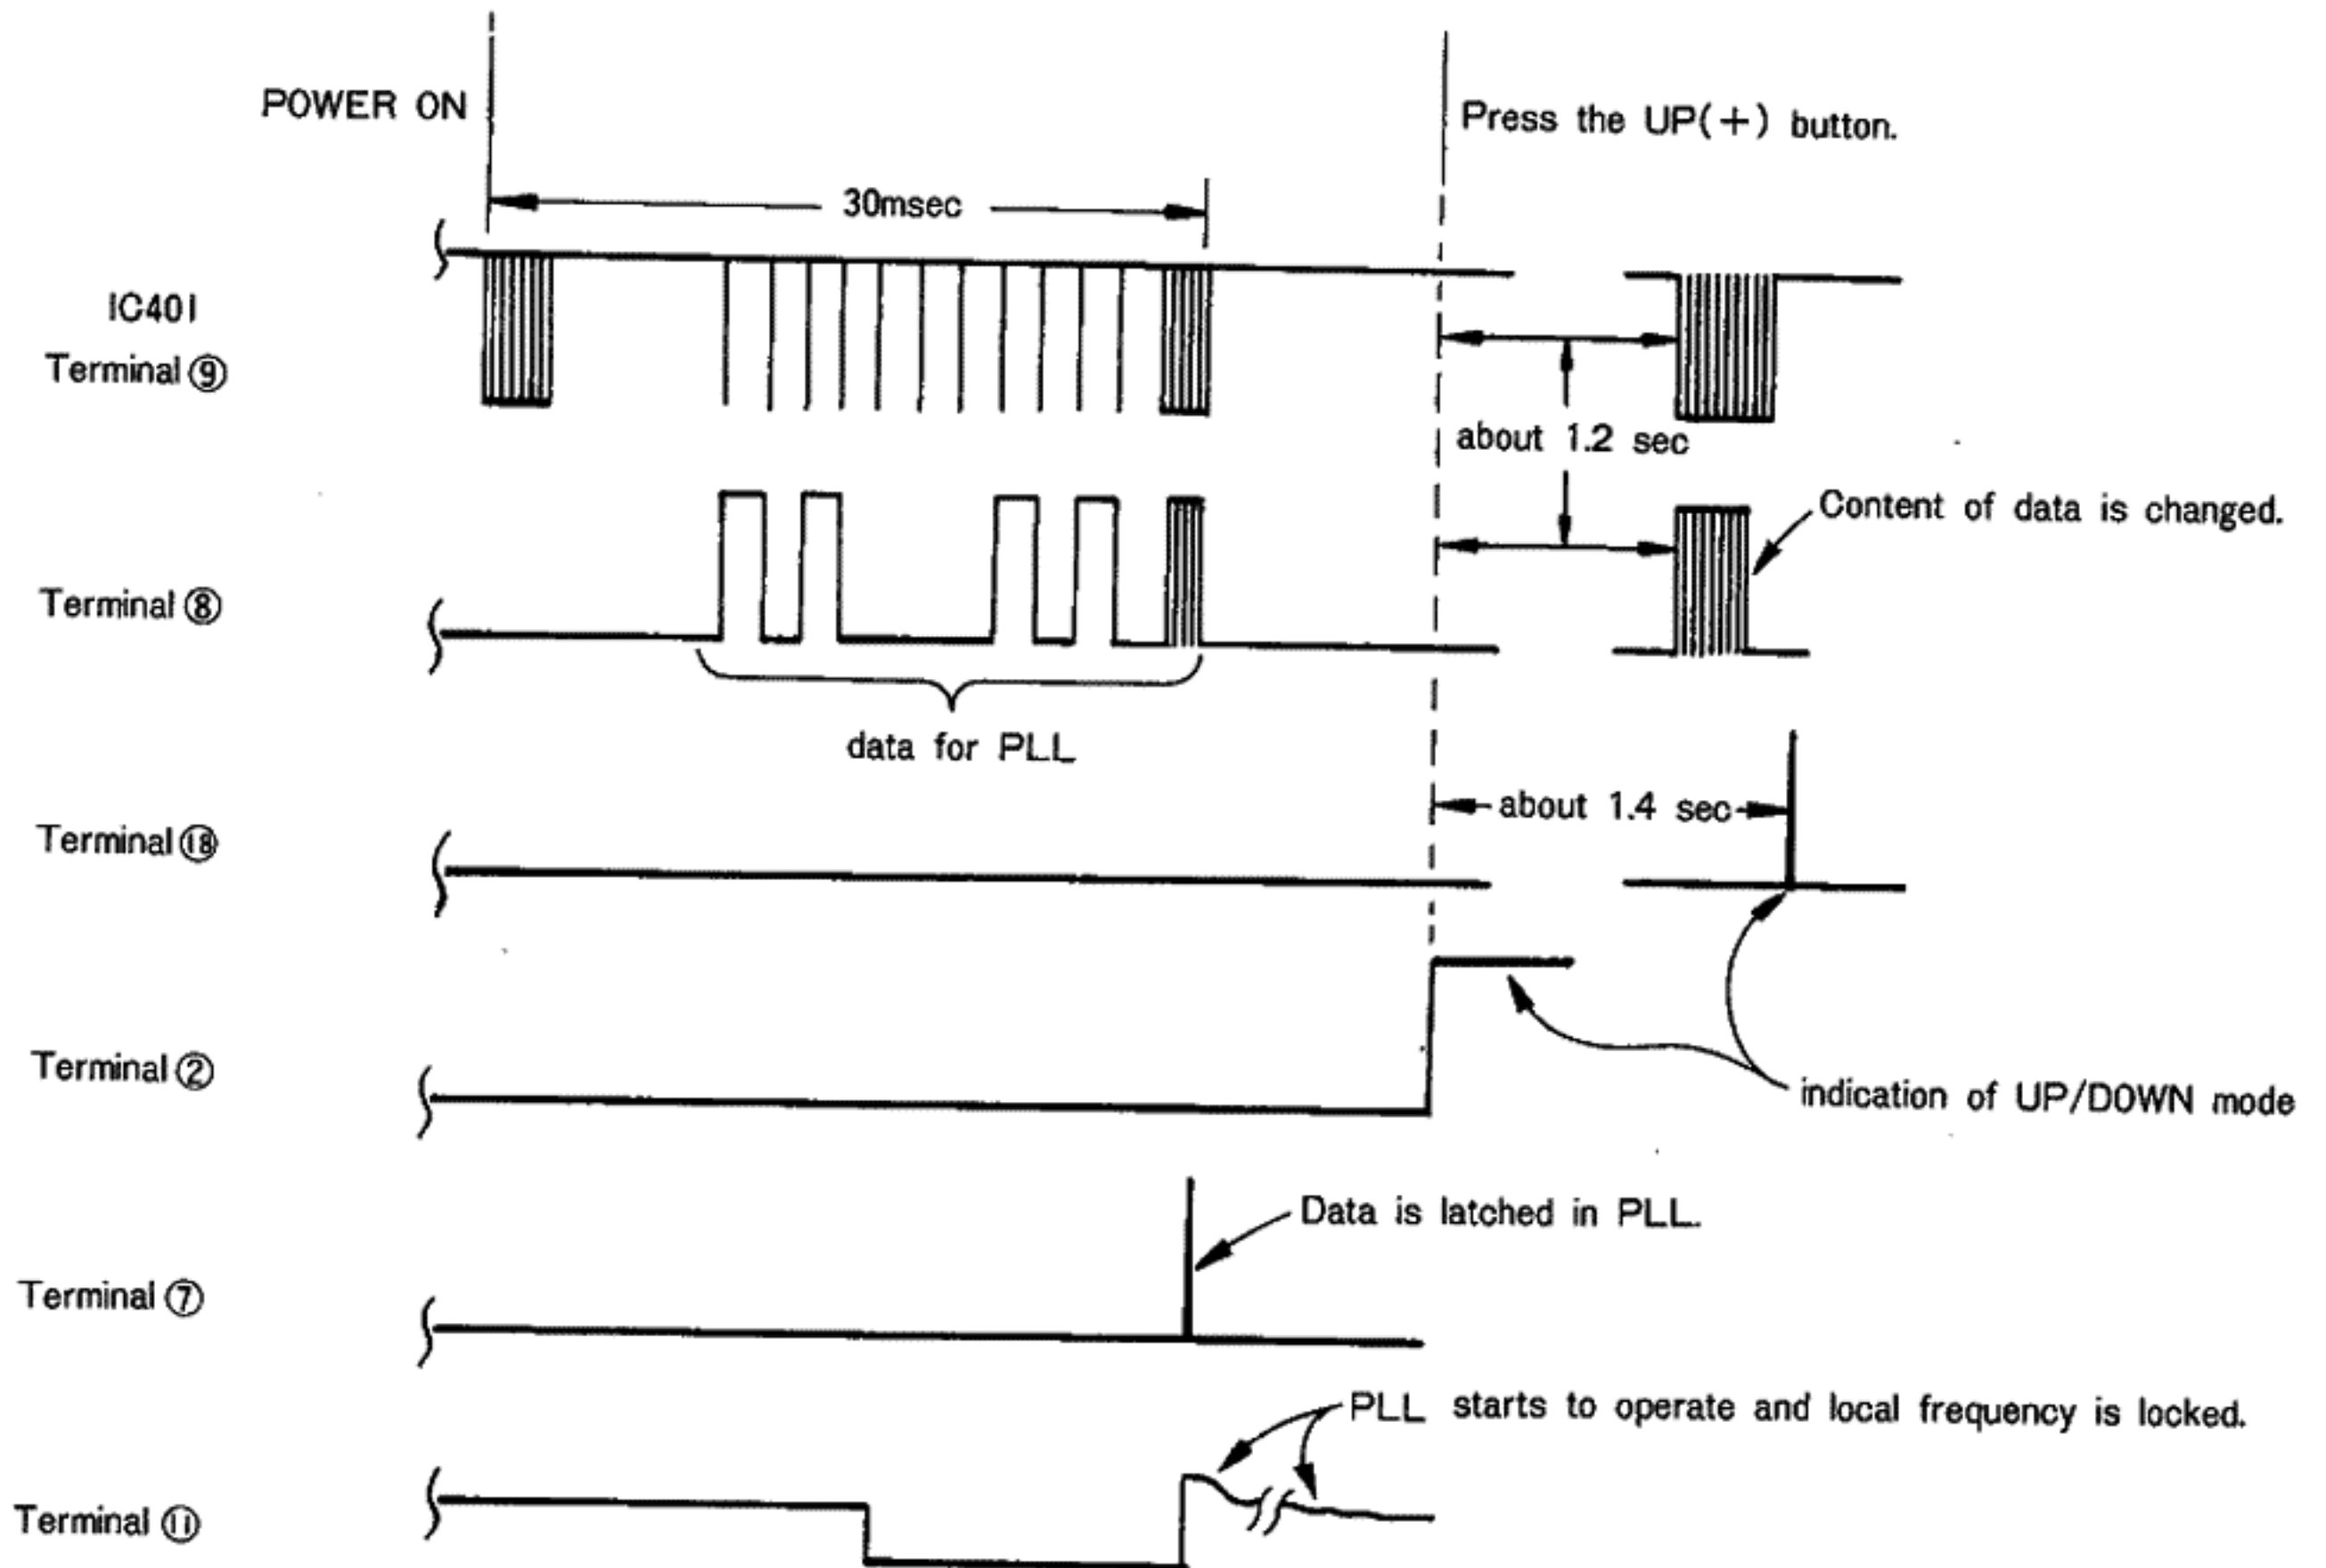 POWER ON
Press the UP(+) button.
30msec
IC401
Terminal ⑨
about 1.2 sec
Content of data is changed.
Terminal ⑧
data for PLL
about 1.4 sec
Terminal ⑱
Terminal ②
indication of UP/DOWN mode
Data is latched in PLL.
Terminal ⑦
PLL starts to operate and local frequency is locked.
Terminal ⑪